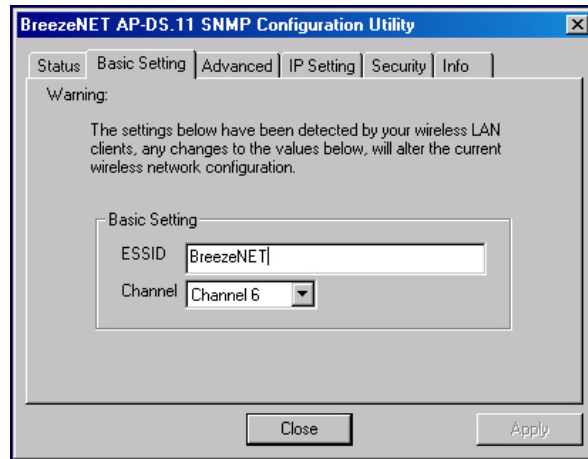 BreezeNET AP-DS.11 SNMP Configuration Utility
Status Basic Setting Advanced IP Setting Security Info
Warning:
The settings below have been detected by your wireless LAN
clients, any changes to the values below, will alter the current
wireless network configuration.
Basic Setting
ESSID BreezeNET
Channel Channel 6
Close Apply